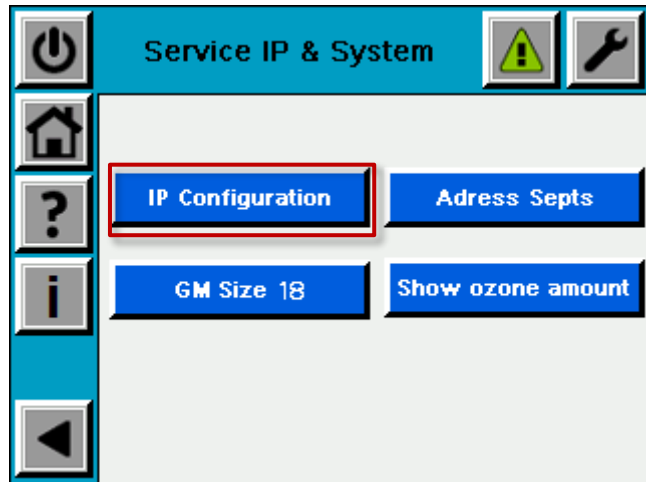 Service IP & System
IP Configuration
Adress Septs
GM Size 18
Show ozone amount
?
i